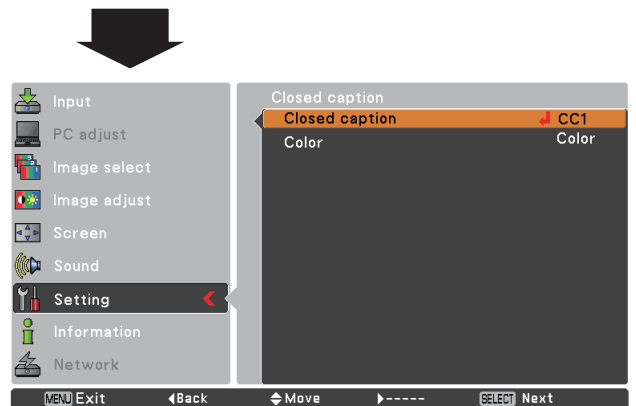 Input
PC adjust
Image select
Image adjust
Screen
Sound
Setting
Information
Network
Closed caption
Closed caption CC1
Color Color
MENU Exit Back Move ----- SELECT Next